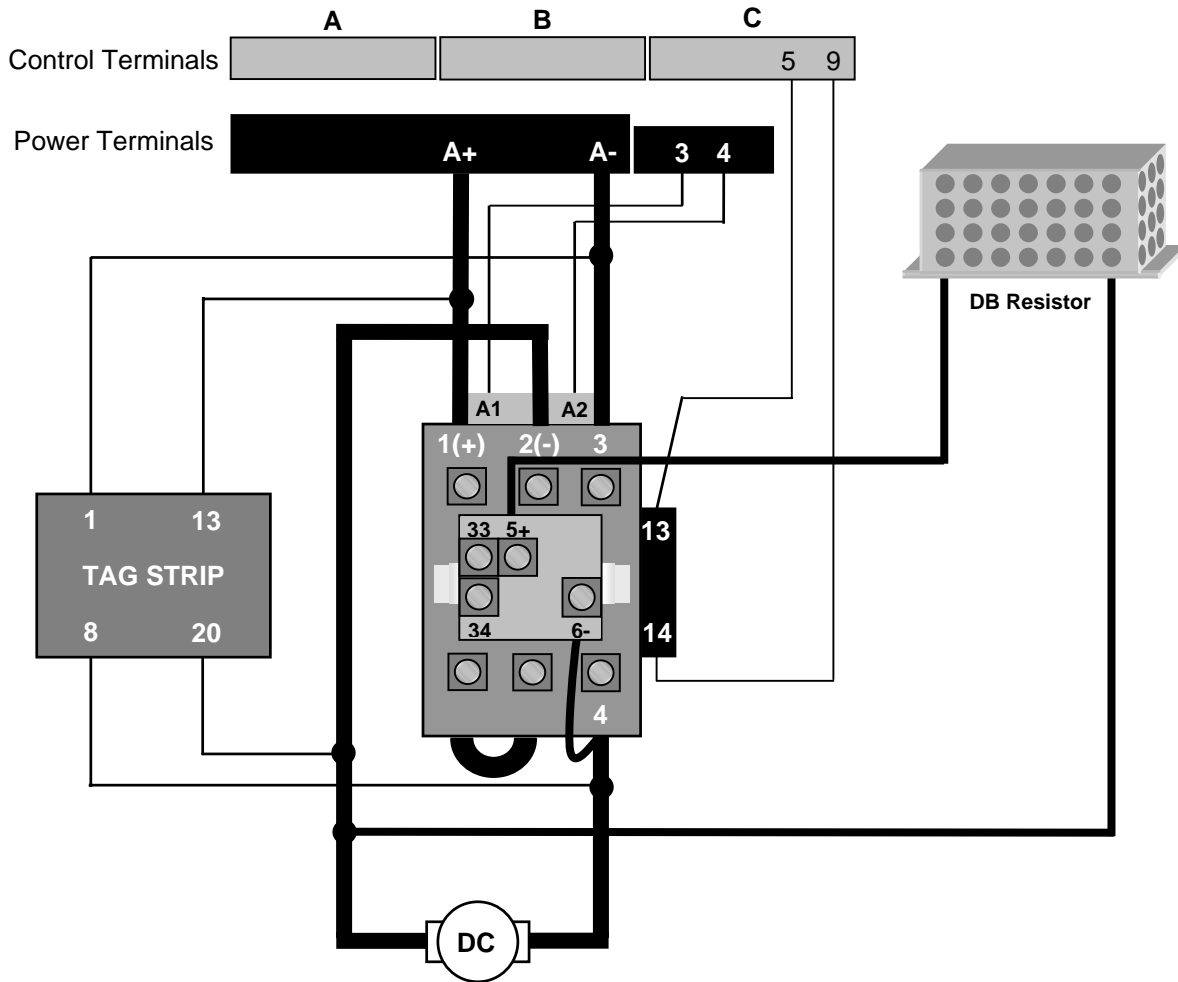 A B C
Control Terminals 5 9
Power Terminals A+ A- 3 4
DB Resistor
A1 A2
1(+) 2(-) 3
1 13
33 5+ 13
TAG STRIP
8 20
34 6- 14
4
DC